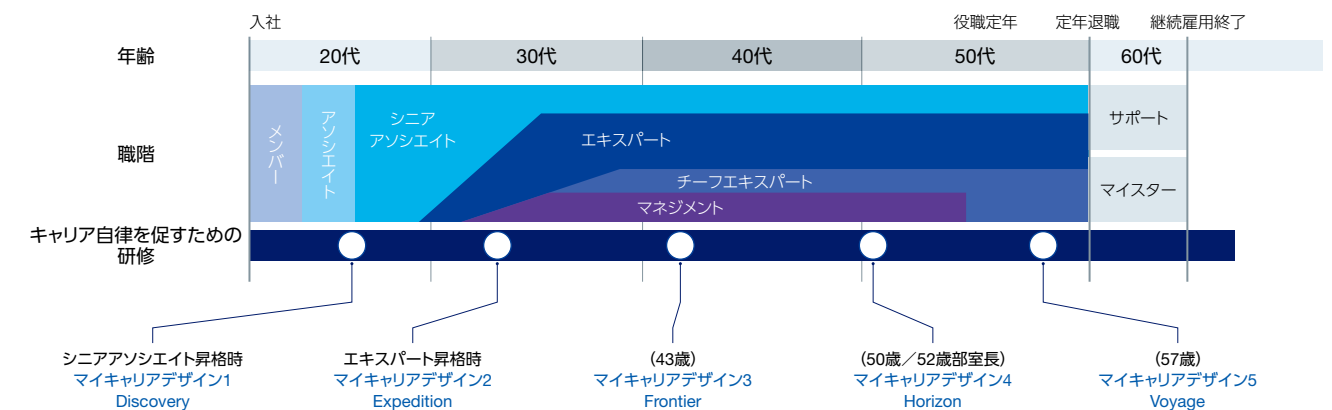 入社
役職定年
定年退職
継続雇用終了
年齢
20代
30代
40代
50代
60代
職階
メンバー
アソシエイト
シニア
アソシエイト
エキスパート
チーフエキスパート
マネジメント
サポート
マイスター
キャリア自律を促すための
研修
シニアアソシエイト昇格時
マイキャリアデザイン1
Discovery
エキスパート昇格時
マイキャリアデザイン2
Expedition
(43歳)
マイキャリアデザイン3
Frontier
(50歳／52歳部室長)
マイキャリアデザイン4
Horizon
(57歳)
マイキャリアデザイン5
Voyage